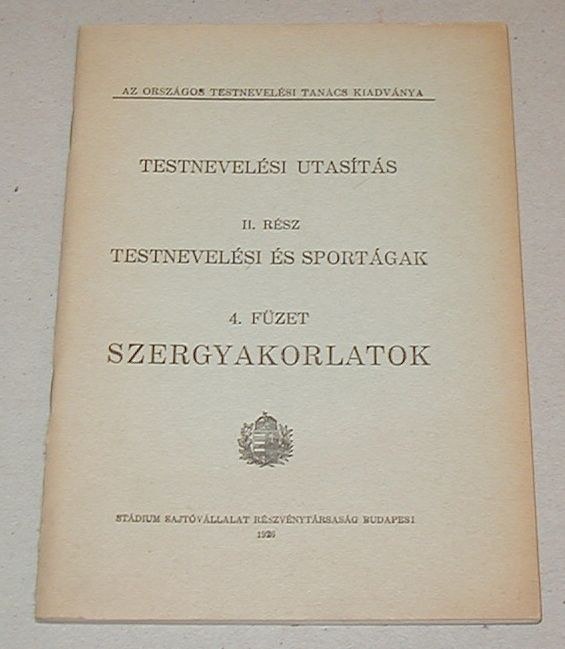 AZ ORSZÁGOS TESTNEVELÉSI TANÁCS KIADVÁNYA
TESTNEVELÉSI UTASÍTÁS
II. RÉSZ
TESTNEVELÉSI ÉS SPORTÁGAK
4. FÜZET
SZERGYAKORLATOK
STÁDIUM SAJTÓVÁLLALAT RÉSZVÉNYTÁRSASÁG BUDAPEST
1926